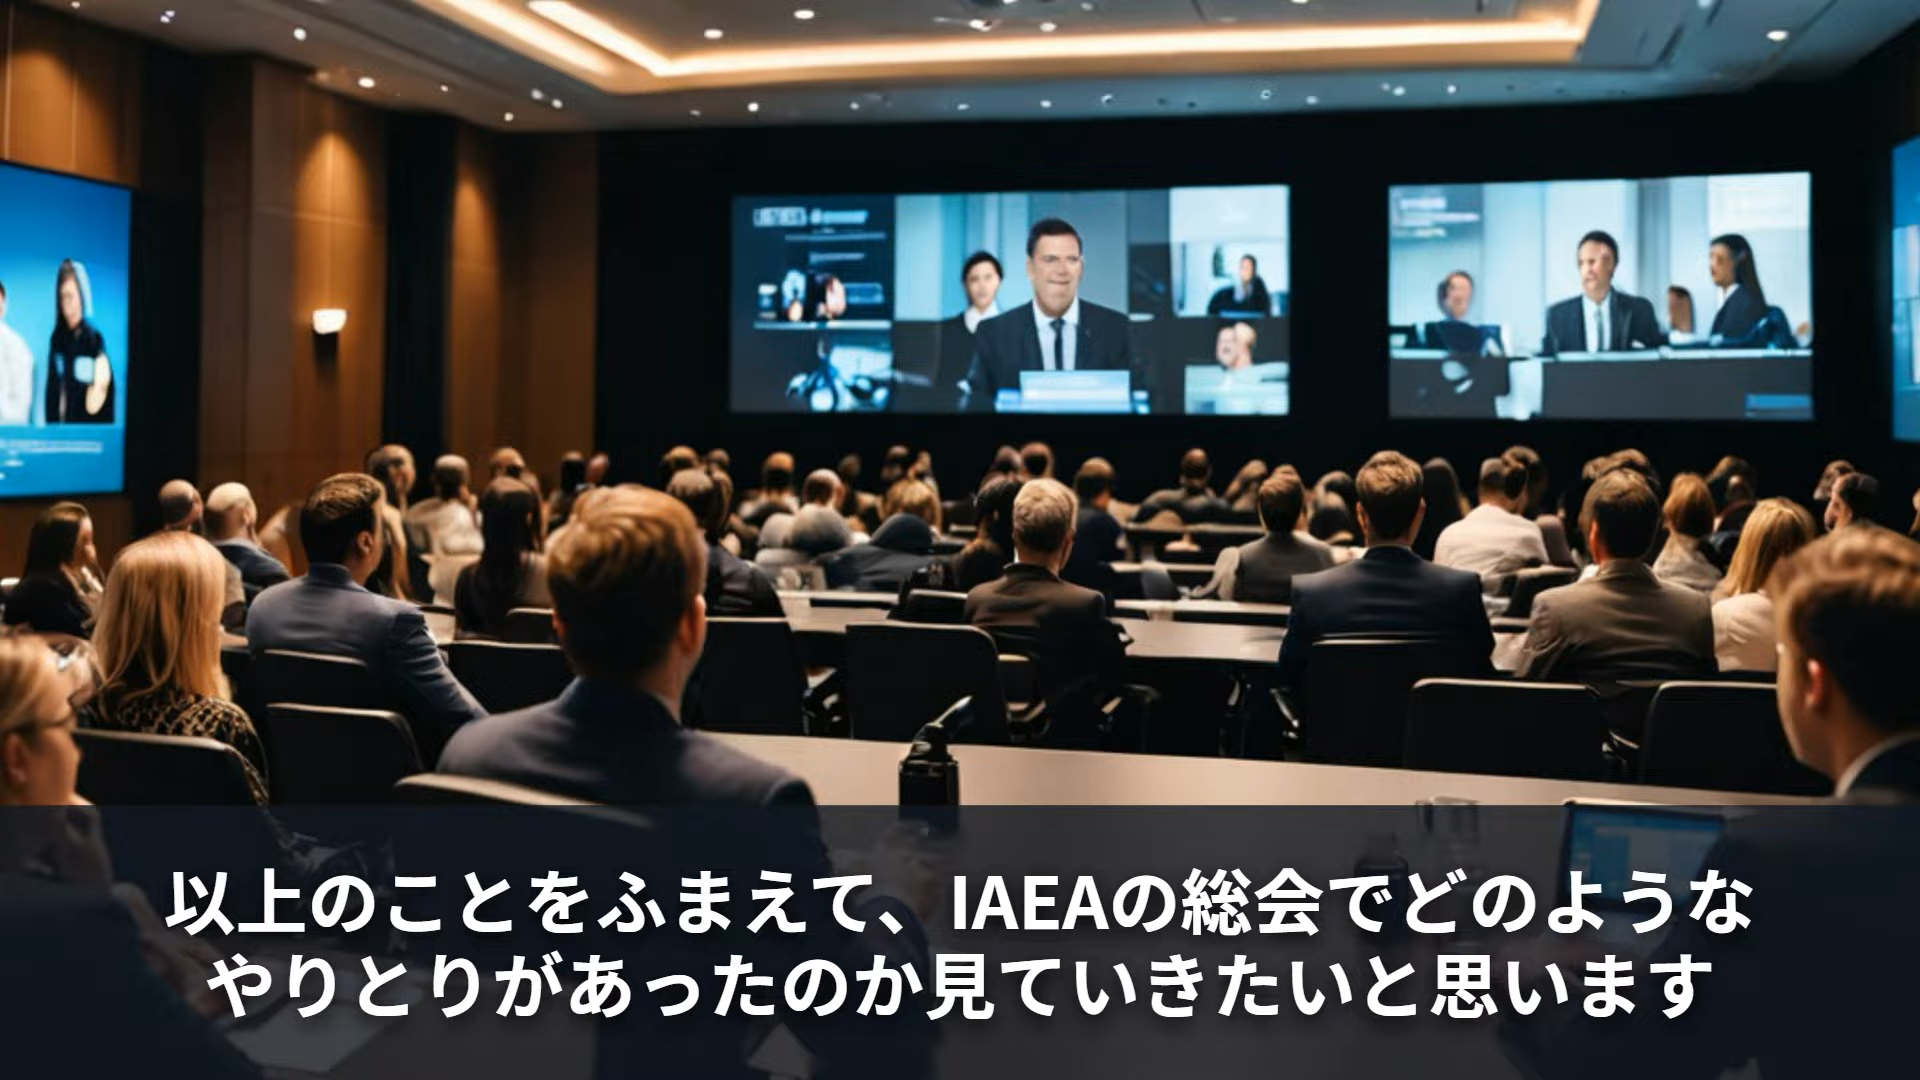 以上のことをふまえて、IAEAの総会でどのような
やりとりがあったのか見ていきたいと思います